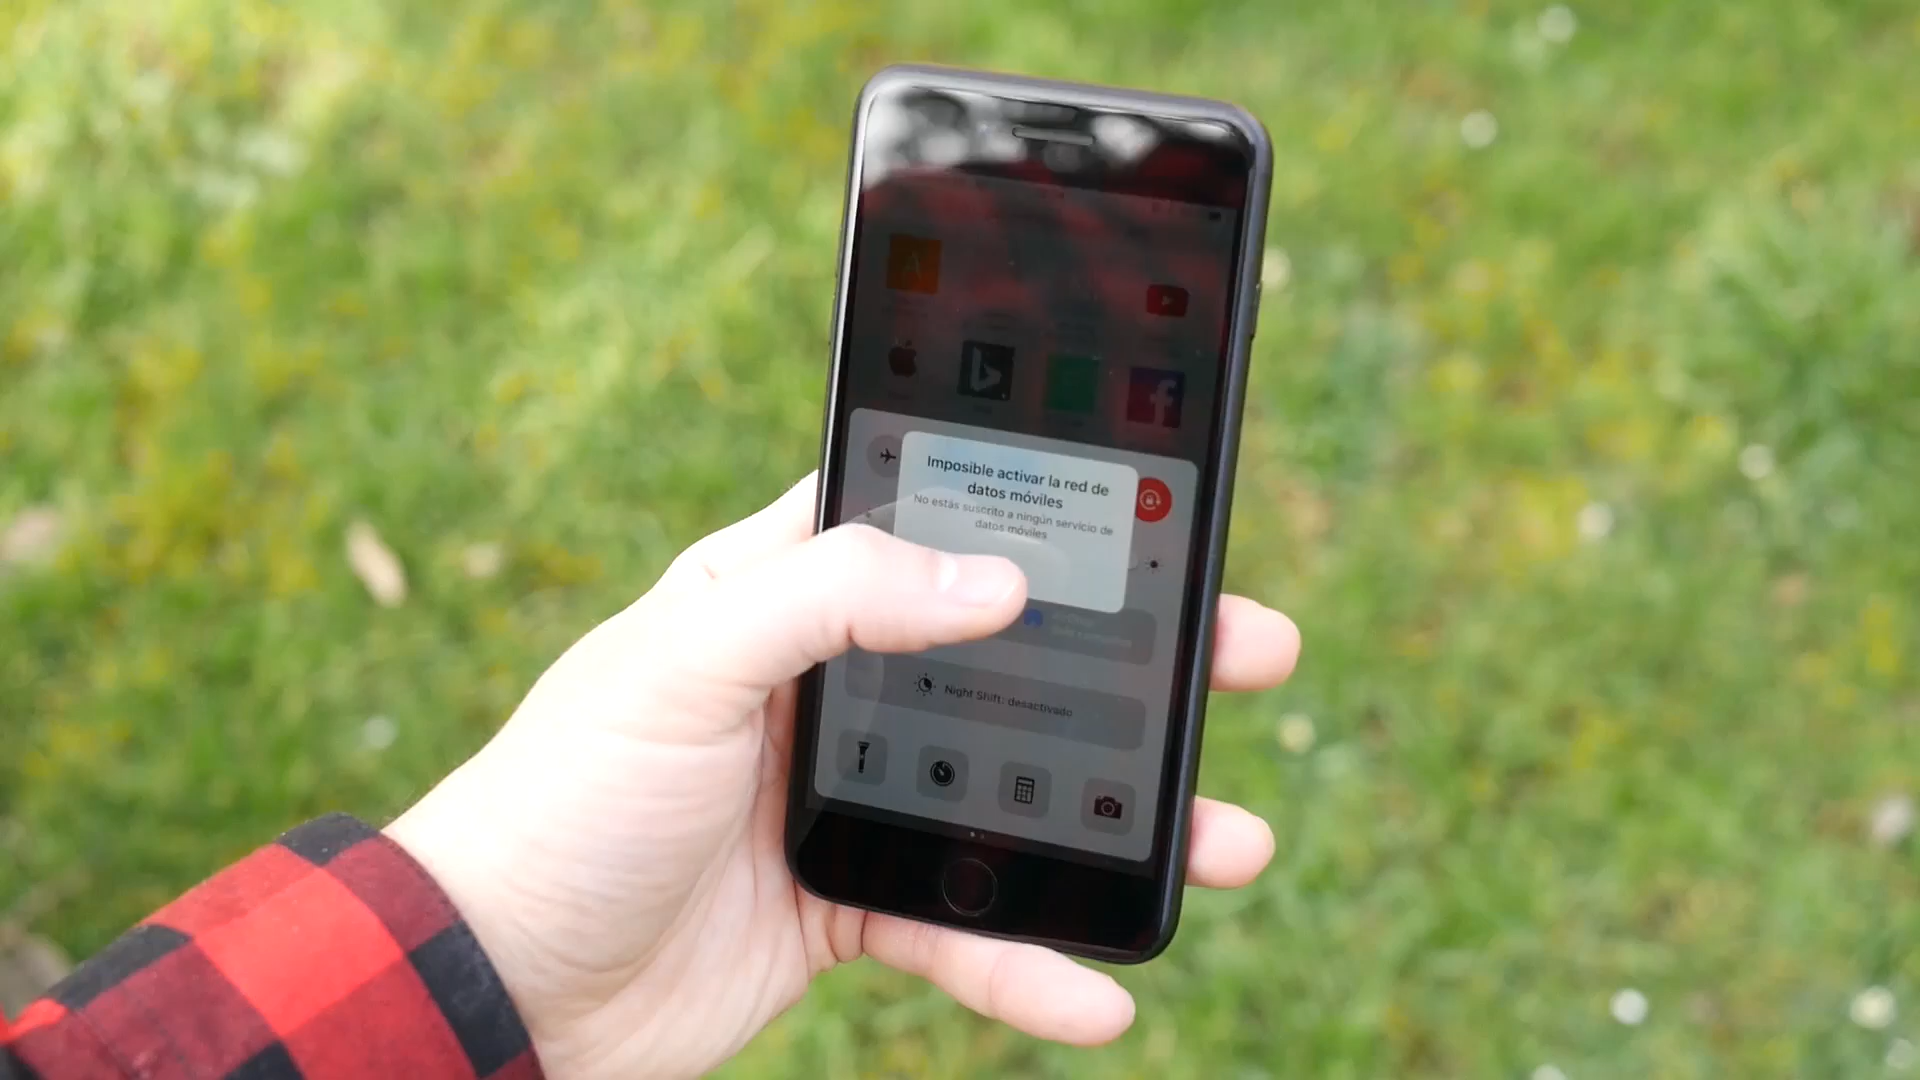 Imposible activar la red de
datos móviles
No estás suscrito a ningún servicio de
datos móviles
Night Shift: desactivado